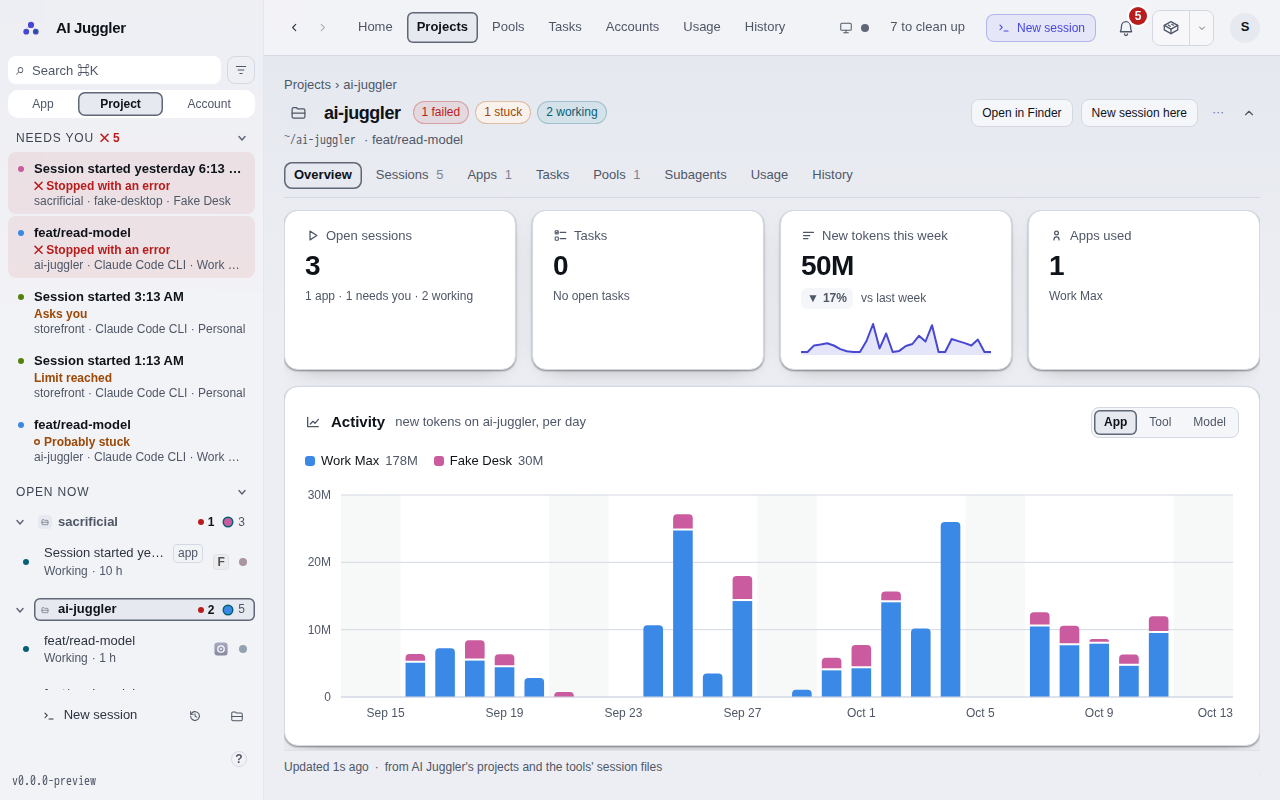 AI Juggler
Search ⌘K
App Project Account
NEEDS YOU 5
Session started yesterday 6:13 …
Stopped with an error
sacrificial · fake-desktop · Fake Desk
feat/read-model
Stopped with an error
ai-juggler · Claude Code CLI · Work …
Session started 3:13 AM
Asks you
storefront · Claude Code CLI · Personal
Session started 1:13 AM
Limit reached
storefront · Claude Code CLI · Personal
feat/read-model
Probably stuck
ai-juggler · Claude Code CLI · Work …
OPEN NOW
sacrificial 1 3
Session started ye… app
Working · 10 h F
ai-juggler 2 5
feat/read-model
Working · 1 h
New session
?
v0.0.0-preview
Home Projects Pools Tasks Accounts Usage History
7 to clean up
New session
5
S
Projects › ai-juggler
ai-juggler 1 failed 1 stuck 2 working
Open in Finder New session here ···
~/ai-juggler · feat/read-model
Overview Sessions 5 Apps 1 Tasks Pools 1 Subagents Usage History
Open sessions
3
1 app · 1 needs you · 2 working
Tasks
0
No open tasks
New tokens this week
50M
▼ 17% vs last week
Apps used
1
Work Max
Activity new tokens on ai-juggler, per day
App Tool Model
Work Max 178M Fake Desk 30M
30M
20M
10M
0
Sep 15 Sep 19 Sep 23 Sep 27 Oct 1 Oct 5 Oct 9 Oct 13
Updated 1s ago · from AI Juggler's projects and the tools' session files